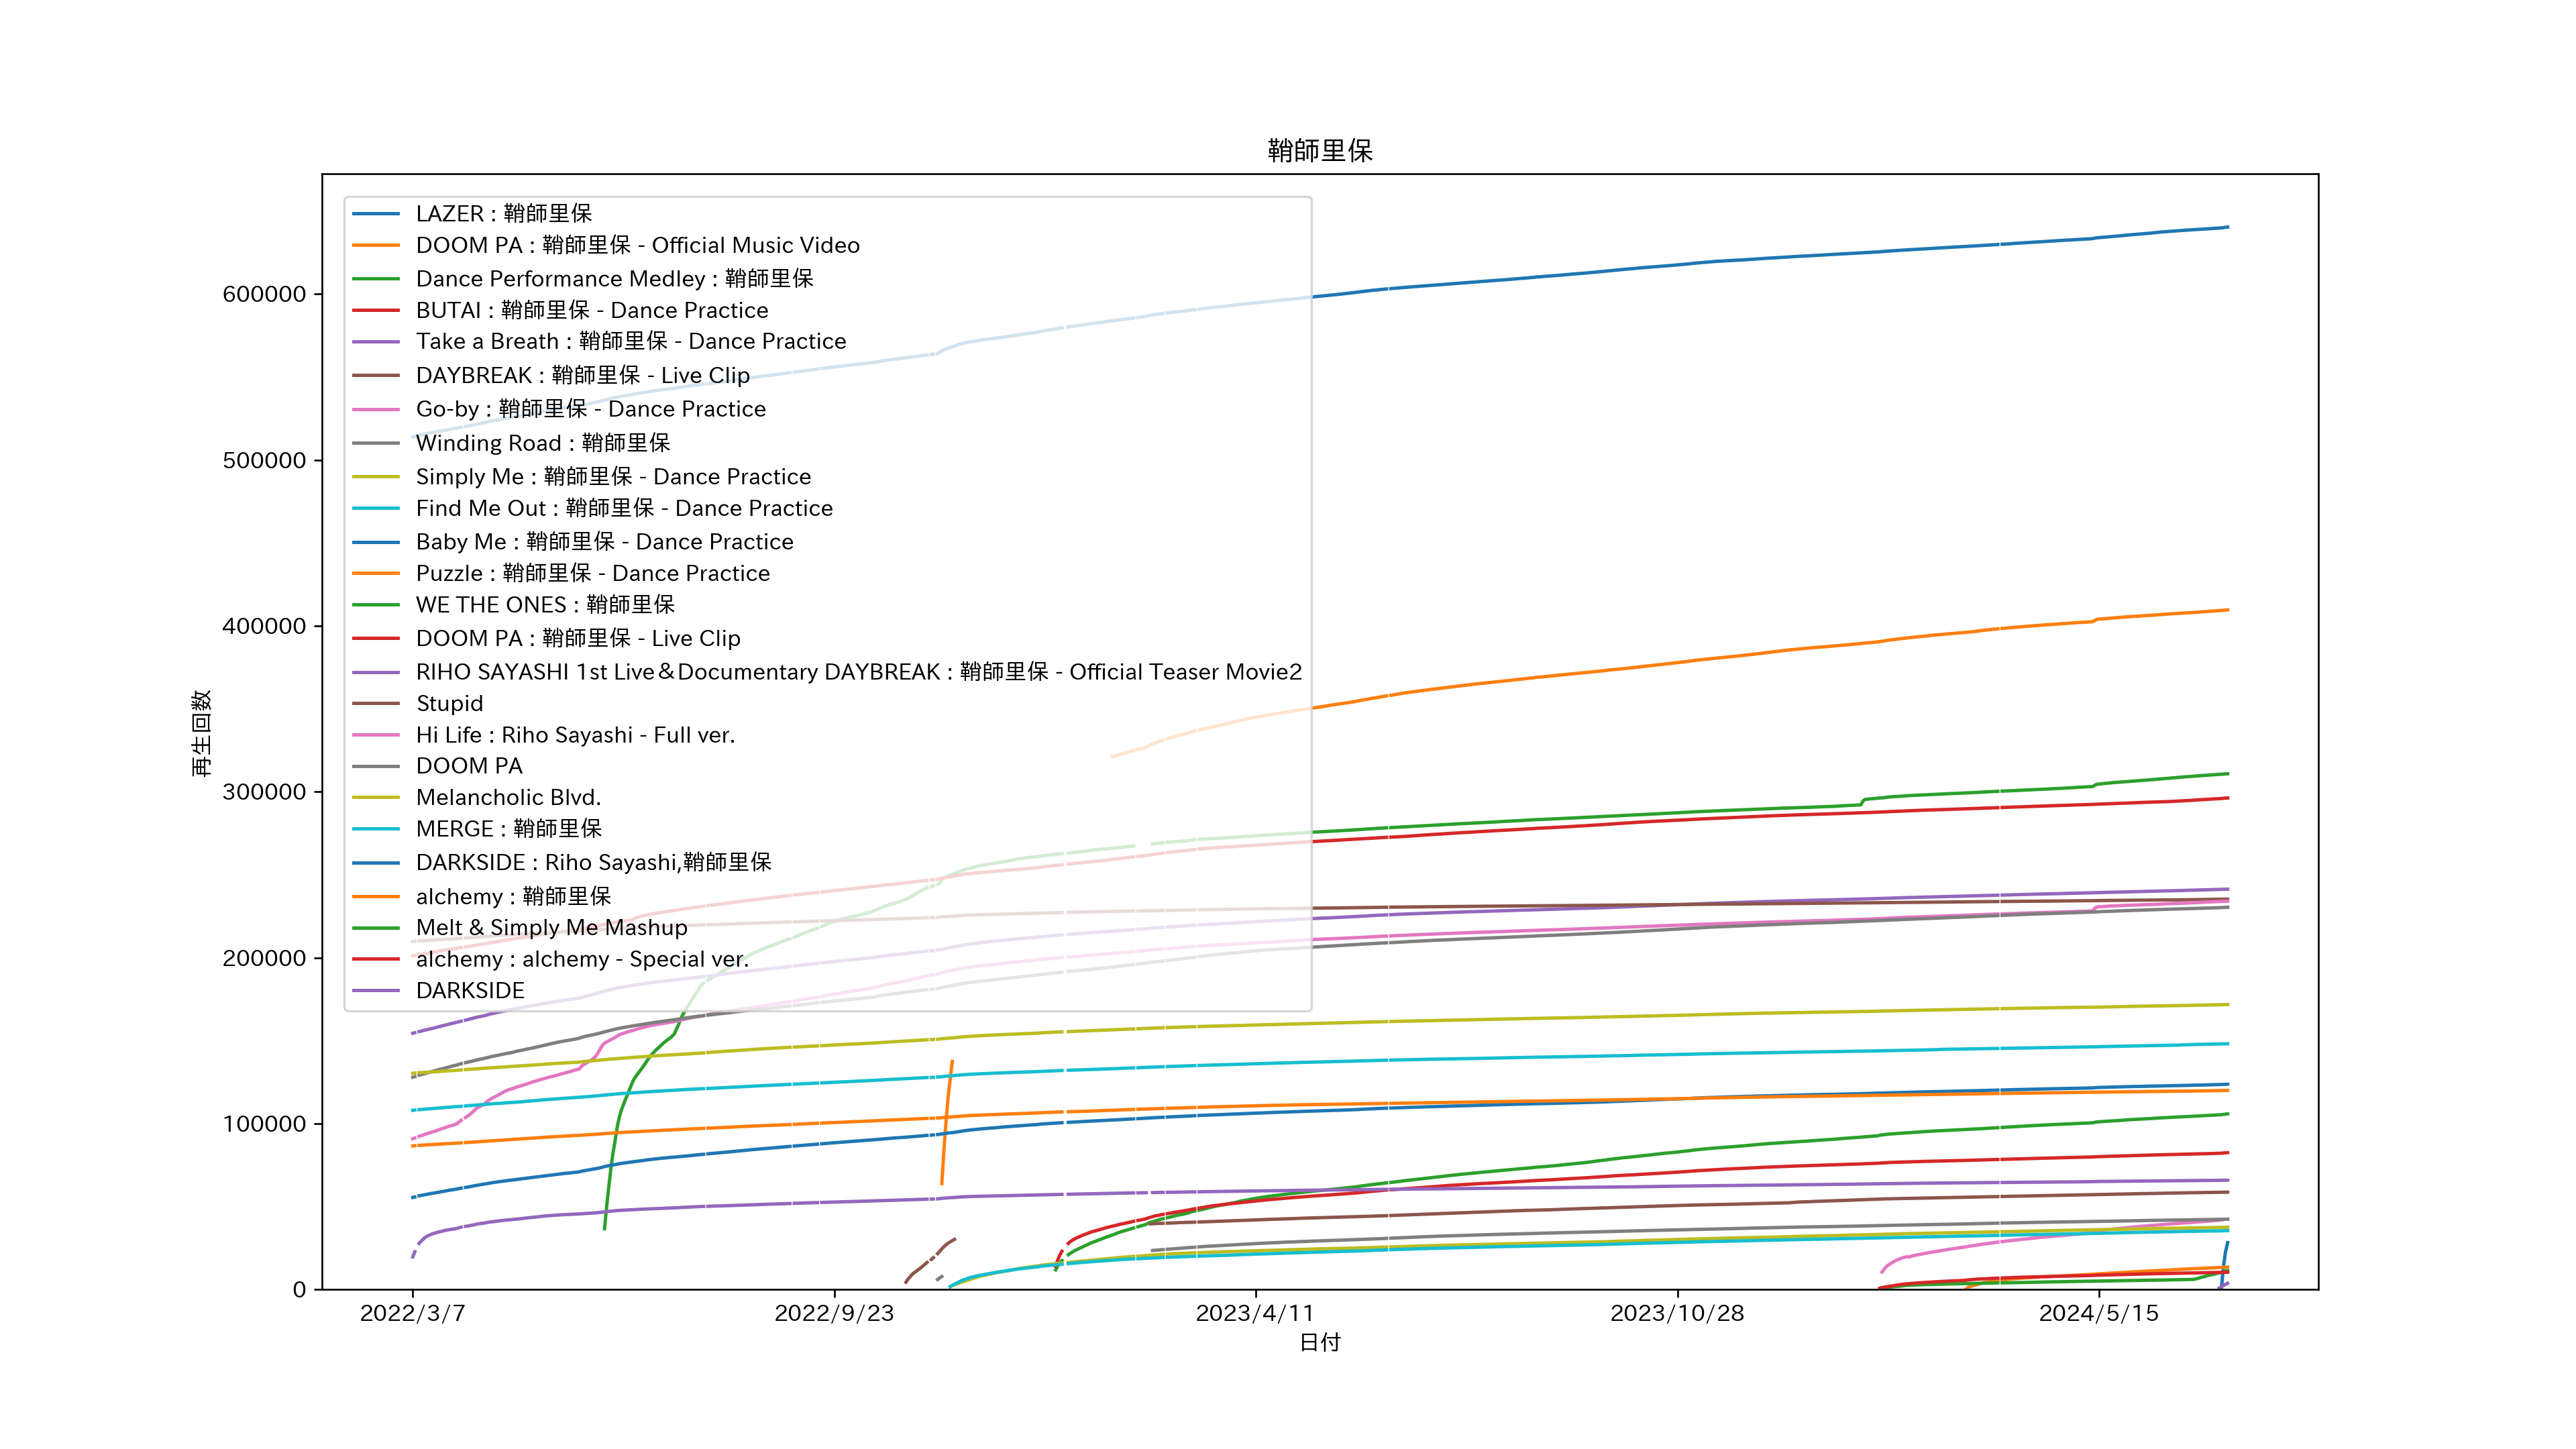 鞘師里保
LAZER : 鞘師里保
DOOM PA : 鞘師里保 - Official Music Video
Dance Performance Medley : 鞘師里保
BUTAI : 鞘師里保 - Dance Practice
Take a Breath : 鞘師里保 - Dance Practice
DAYBREAK : 鞘師里保 - Live Clip
Go-by : 鞘師里保 - Dance Practice
Winding Road : 鞘師里保
Simply Me : 鞘師里保 - Dance Practice
Find Me Out : 鞘師里保 - Dance Practice
Baby Me : 鞘師里保 - Dance Practice
Puzzle : 鞘師里保 - Dance Practice
WE THE ONES : 鞘師里保
DOOM PA : 鞘師里保 - Live Clip
RIHO SAYASHI 1st Live＆Documentary DAYBREAK : 鞘師里保 - Official Teaser Movie2
Stupid
Hi Life : Riho Sayashi - Full ver.
DOOM PA
Melancholic Blvd.
MERGE : 鞘師里保
DARKSIDE : Riho Sayashi,鞘師里保
alchemy : 鞘師里保
Melt & Simply Me Mashup
alchemy : alchemy - Special ver.
DARKSIDE
600000
500000
400000
300000
200000
100000
0
再生回数
2022/3/7
2022/9/23
2023/4/11
2023/10/28
2024/5/15
日付